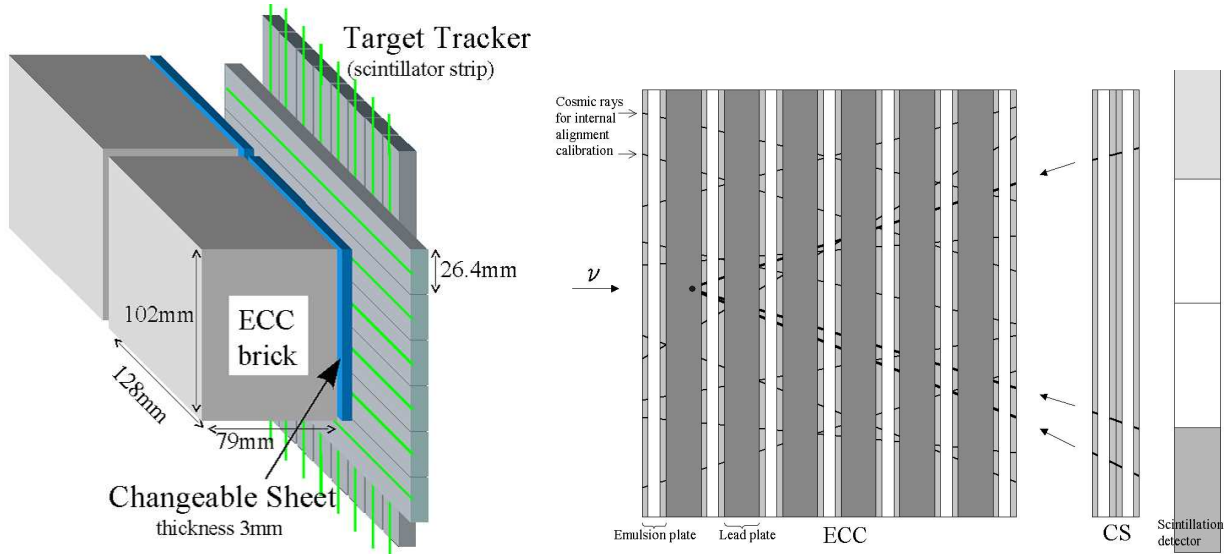 Target Tracker
(scintillator strip)
26.4mm
102mm
ECC
brick
128mm
79mm
Changeable Sheet
thickness 3mm
Cosmic rays
for internal
alignment
calibration
ν
Emulsion plate
Lead plate
ECC
CS
Scintillation
detector